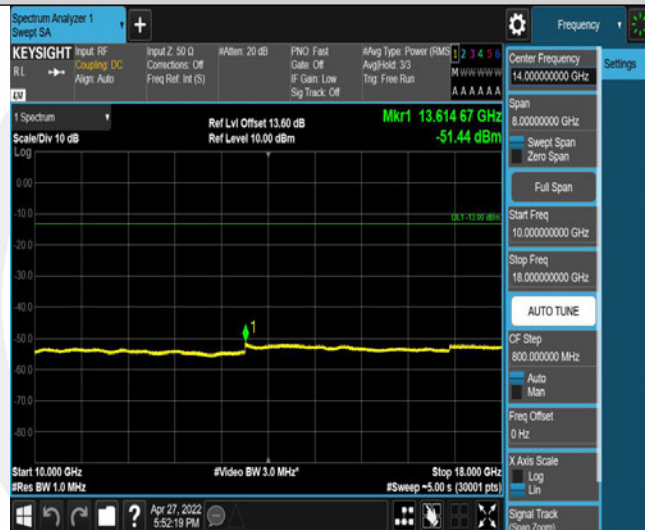 Spectrum Analyzer 1
Swept SA
Frequency
KEYSIGHT
Input: RF
Coupling: DC
Align: Auto
Input Z: 50 Ω
Corrections: Off
Freq Ref: Int (S)
#Atten: 20 dB
PNO: Fast
Gate: Off
IF Gain: Low
Sig Track: Off
#Avg Type: Power (RMS
Avg|Hold: 3/3
Trig: Free Run
1 2 3 4 5 6
M W W W W W
A A A A A A
R L
LXI
1 Spectrum
Scale/Div 10 dB
Log
Ref Lvl Offset 13.60 dB
Ref Level 10.00 dBm
Mkr1 13.614 67 GHz
-51.44 dBm
0.00
-10.0
-20.0
-30.0
-40.0
-50.0
-60.0
-70.0
-80.0
DL1 -13.00 dBm
1
Start 10.000 GHz
#Res BW 1.0 MHz
#Video BW 3.0 MHz*
Stop 18.000 GHz
#Sweep ~5.00 s (30001 pts)
Apr 27, 2022
5:52:19 PM
Center Frequency
14.000000000 GHz
Settings
Span
8.00000000 GHz
Swept Span
Zero Span
Full Span
Start Freq
10.000000000 GHz
Stop Freq
18.000000000 GHz
AUTO TUNE
CF Step
800.000000 MHz
Auto
Man
Freq Offset
0 Hz
X Axis Scale
Log
Lin
Signal Track
(Span Zoom)